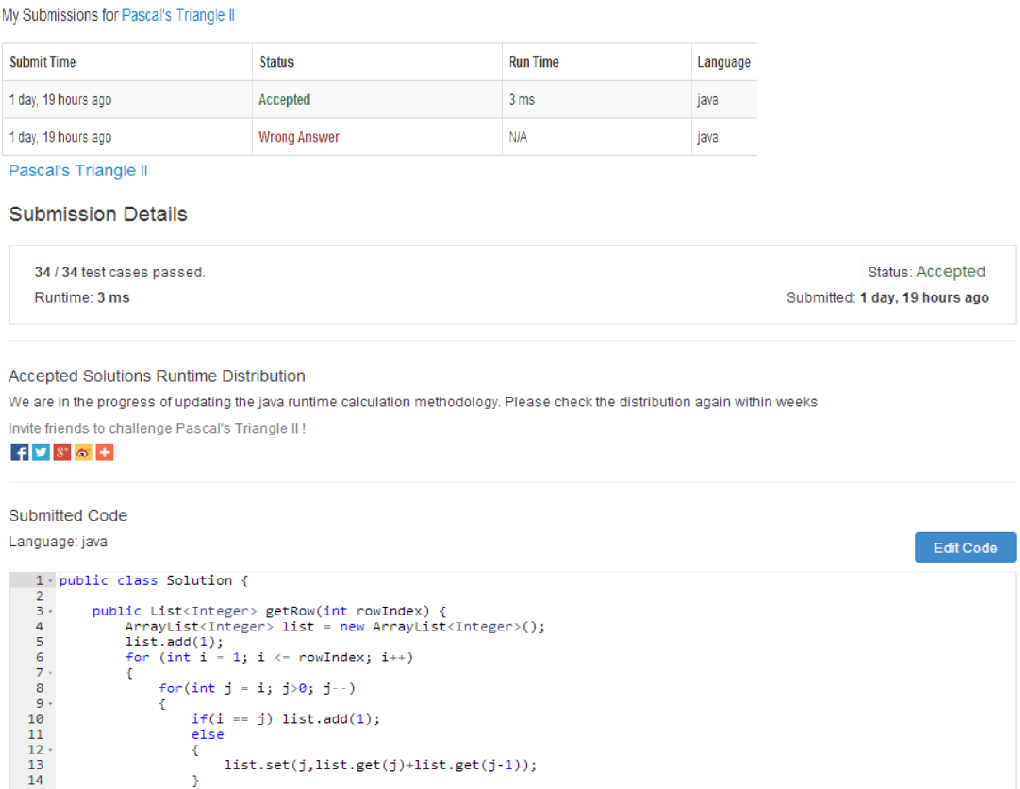 My Submissions for Pascal's Triangle II
Submit Time Status Run Time Language
1 day, 19 hours ago Accepted 3 ms java
1 day, 19 hours ago Wrong Answer N/A java
Pascal's Triangle II
Submission Details
34 / 34 test cases passed. Status: Accepted
Runtime: 3 ms Submitted: 1 day, 19 hours ago
Accepted Solutions Runtime Distribution
We are in the progress of updating the java runtime calculation methodology. Please check the distribution again within weeks
Invite friends to challenge Pascal's Triangle II !
Submitted Code
Language: java
Edit Code
1 public class Solution {
2
3 public List<Integer> getRow(int rowIndex) {
4 ArrayList<Integer> list = new ArrayList<Integer>();
5 list.add(1);
6 for (int i = 1; i <= rowIndex; i++)
7 {
8 for(int j = i; j>0; j--)
9 {
10 if(i == j) list.add(1);
11 else
12 {
13 list.set(j,list.get(j)+list.get(j-1));
14 }